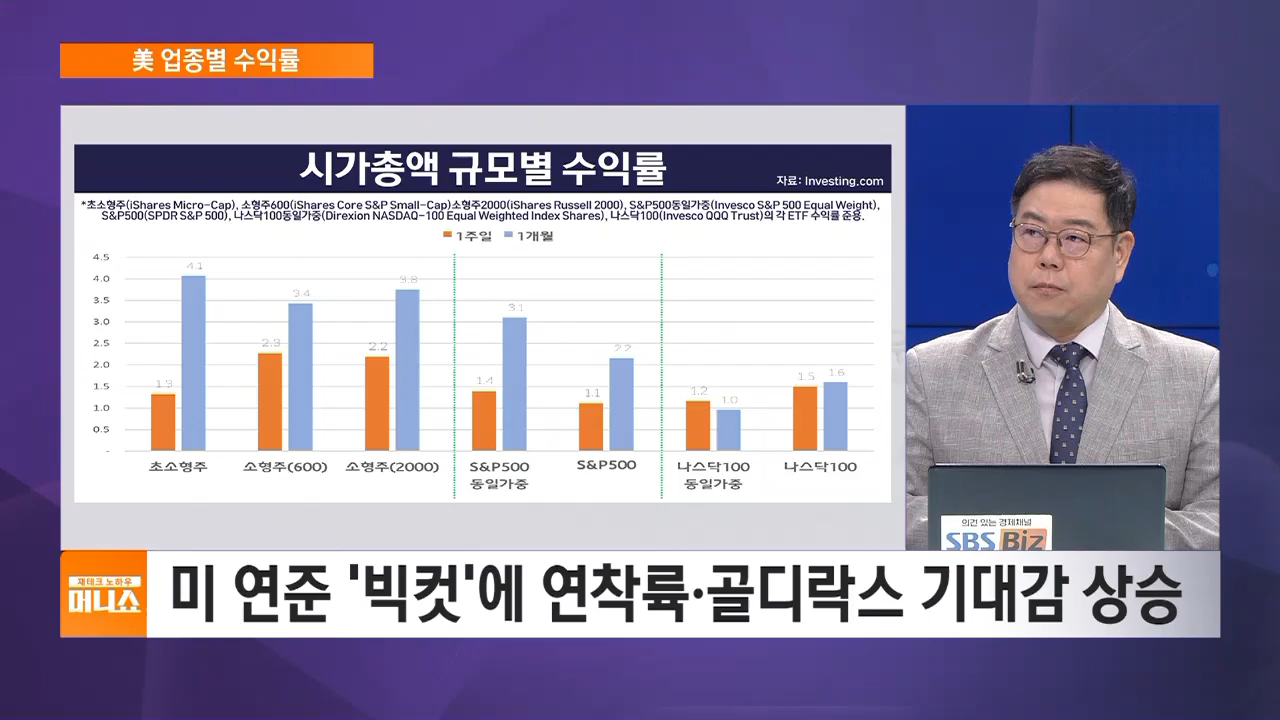 美 업종별 수익률
시가총액 규모별 수익률
자료: Investing.com
*초소형주(iShares Micro-Cap), 소형주600(iShares Core S&P Small-Cap)소형주2000(iShares Russell 2000), S&P500동일가중(Invesco S&P 500 Equal Weight),
S&P500(SPDR S&P 500), 나스닥100동일가중(Direxion NASDAQ-100 Equal Weighted Index Shares), 나스닥100(Invesco QQQ Trust)의 각 ETF 수익률 준용.
1주일 1개월
4.5
4.0
3.5
3.0
2.5
2.0
1.5
1.0
0.5
-
1.3 4.1
2.3 3.4
2.2 3.8
1.4 3.1
1.1 2.2
1.2 1.0
1.5 1.6
초소형주
소형주(600)
소형주(2000)
S&P500
동일가중
S&P500
나스닥100
동일가중
나스닥100
의견 있는 경제채널
SBS Biz
재테크 노하우
머니쇼
미 연준 '빅컷'에 연착륙·골디락스 기대감 상승